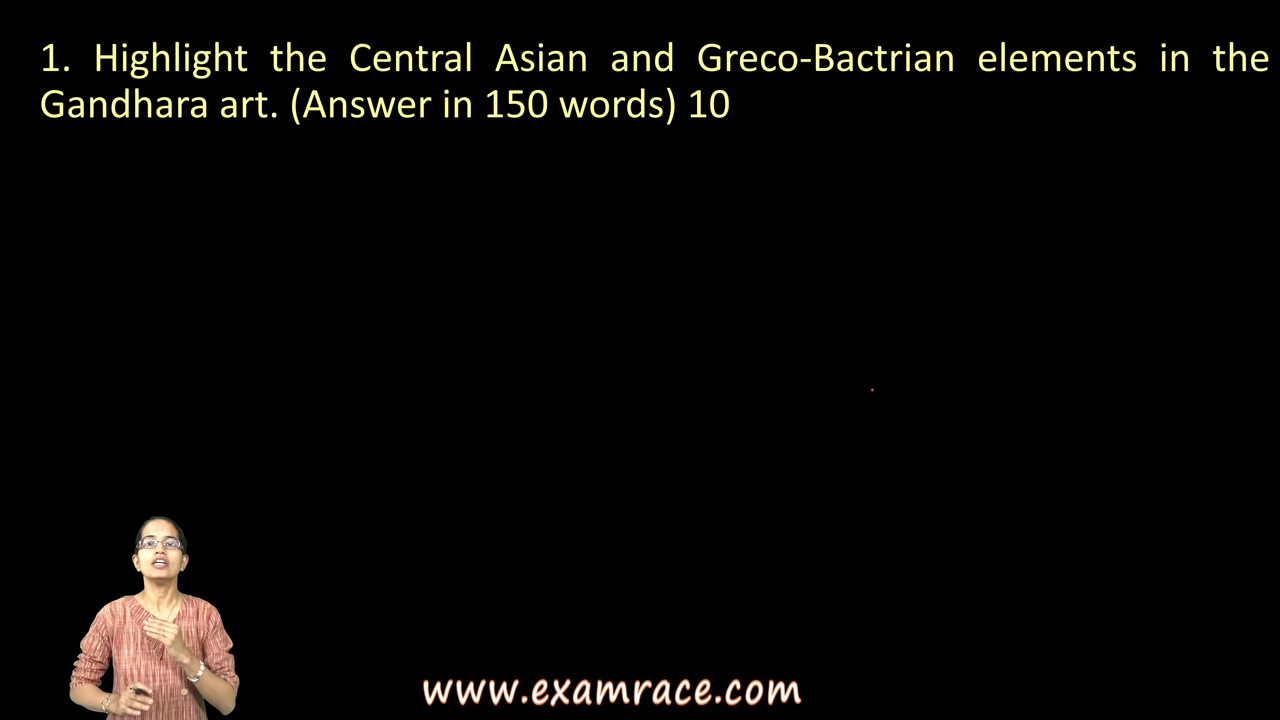 1. Highlight the Central Asian and Greco-Bactrian elements in the
Gandhara art. (Answer in 150 words) 10
www.examrace.com